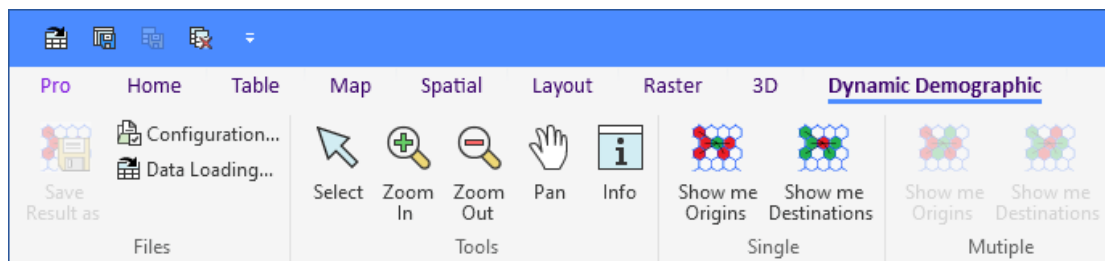 Pro Home Table Map Spatial Layout Raster 3D Dynamic Demographic
Save
Result as
Configuration...
Data Loading...
Files
Select
Zoom
In
Zoom
Out
Pan
Info
Tools
Show me
Origins
Show me
Destinations
Single
Show me
Origins
Show me
Destinations
Mutiple